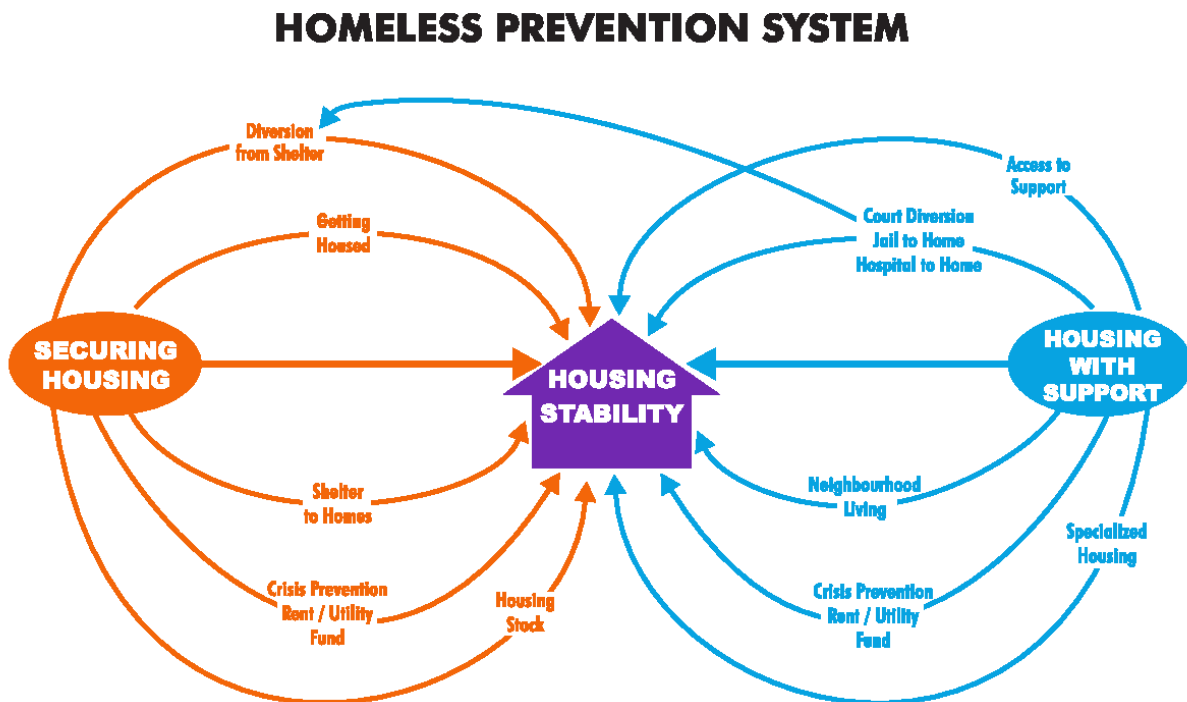 HOMELESS PREVENTION SYSTEM
Diversion
from Shelter
Getting
Housed
SECURING
HOUSING
Shelter
to Homes
Crisis Prevention
Rent / Utility
Fund
Housing
Stock
HOUSING
STABILITY
Access to
Support
Court Diversion
Jail to Home
Hospital to Home
HOUSING
WITH
SUPPORT
Neighbourhood
Living
Specialized
Housing
Crisis Prevention
Rent / Utility
Fund